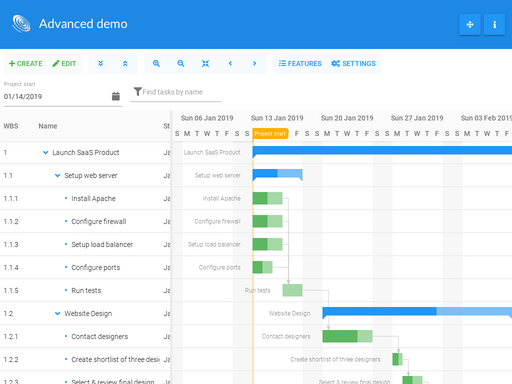 Advanced demo
CREATE EDIT FEATURES SETTINGS
Project start
01/14/2019
Find tasks by name
WBS Name St Sun 06 Jan 2019 Sun 13 Jan 2019 Sun 20 Jan 2019 Sun 27 Jan 2019 Sun 03 Feb 2019
S M T W T F S S M T W T F S S M T W T F S S M T W T F S S M T W T F
Project start
1 Launch SaaS Product Ja Launch SaaS Product
1.1 Setup web server Ja Setup web server
1.1.1 Install Apache Ja Install Apache
1.1.2 Configure firewall Ja Configure firewall
1.1.3 Setup load balancer Ja Setup load balancer
1.1.4 Configure ports Ja Configure ports
1.1.5 Run tests Ja Run tests
1.2 Website Design Ja Website Design
1.2.1 Contact designers Ja Contact designers
1.2.2 Create shortlist of three desi Ja Create shortlist of three designers
1.2.3 Select & review final design Ja Select & review final design